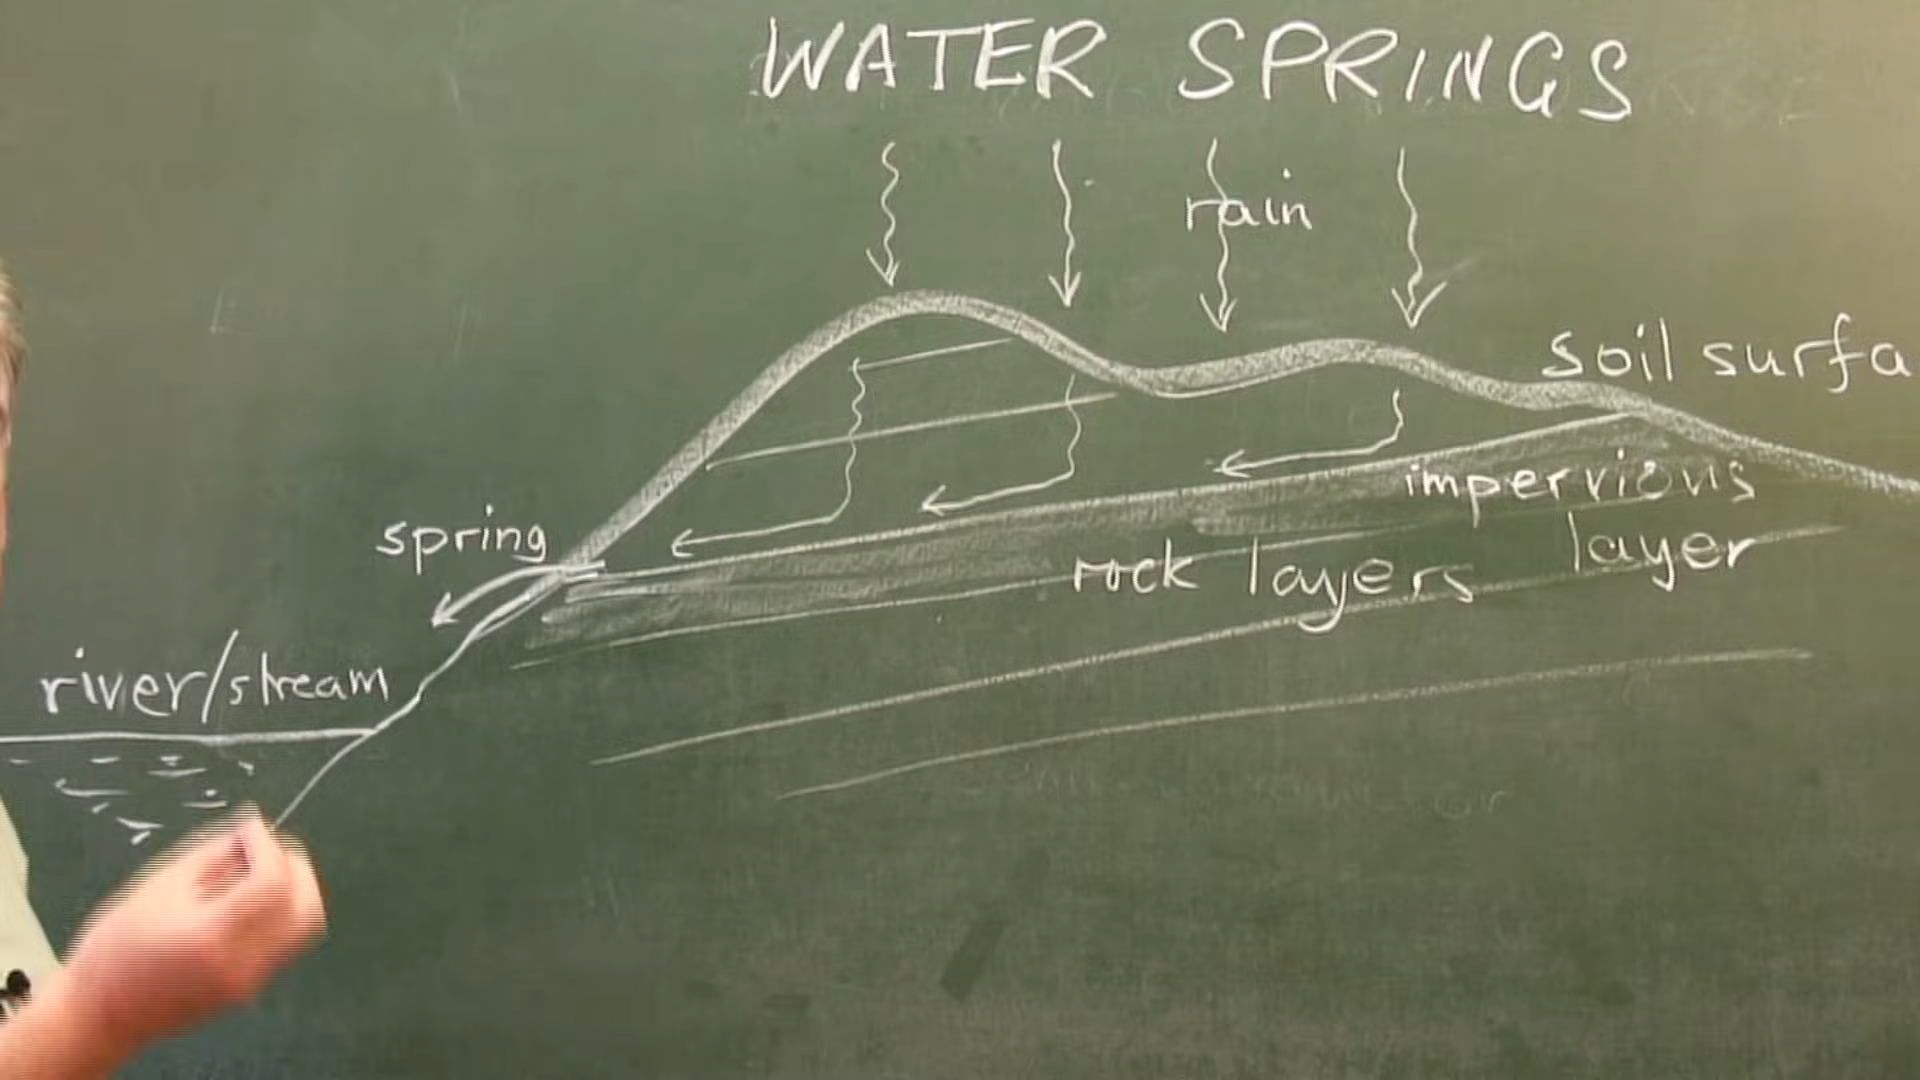 WATER SPRINGS
rain
soil surfa
impervious
layer
rock layers
spring
river/stream